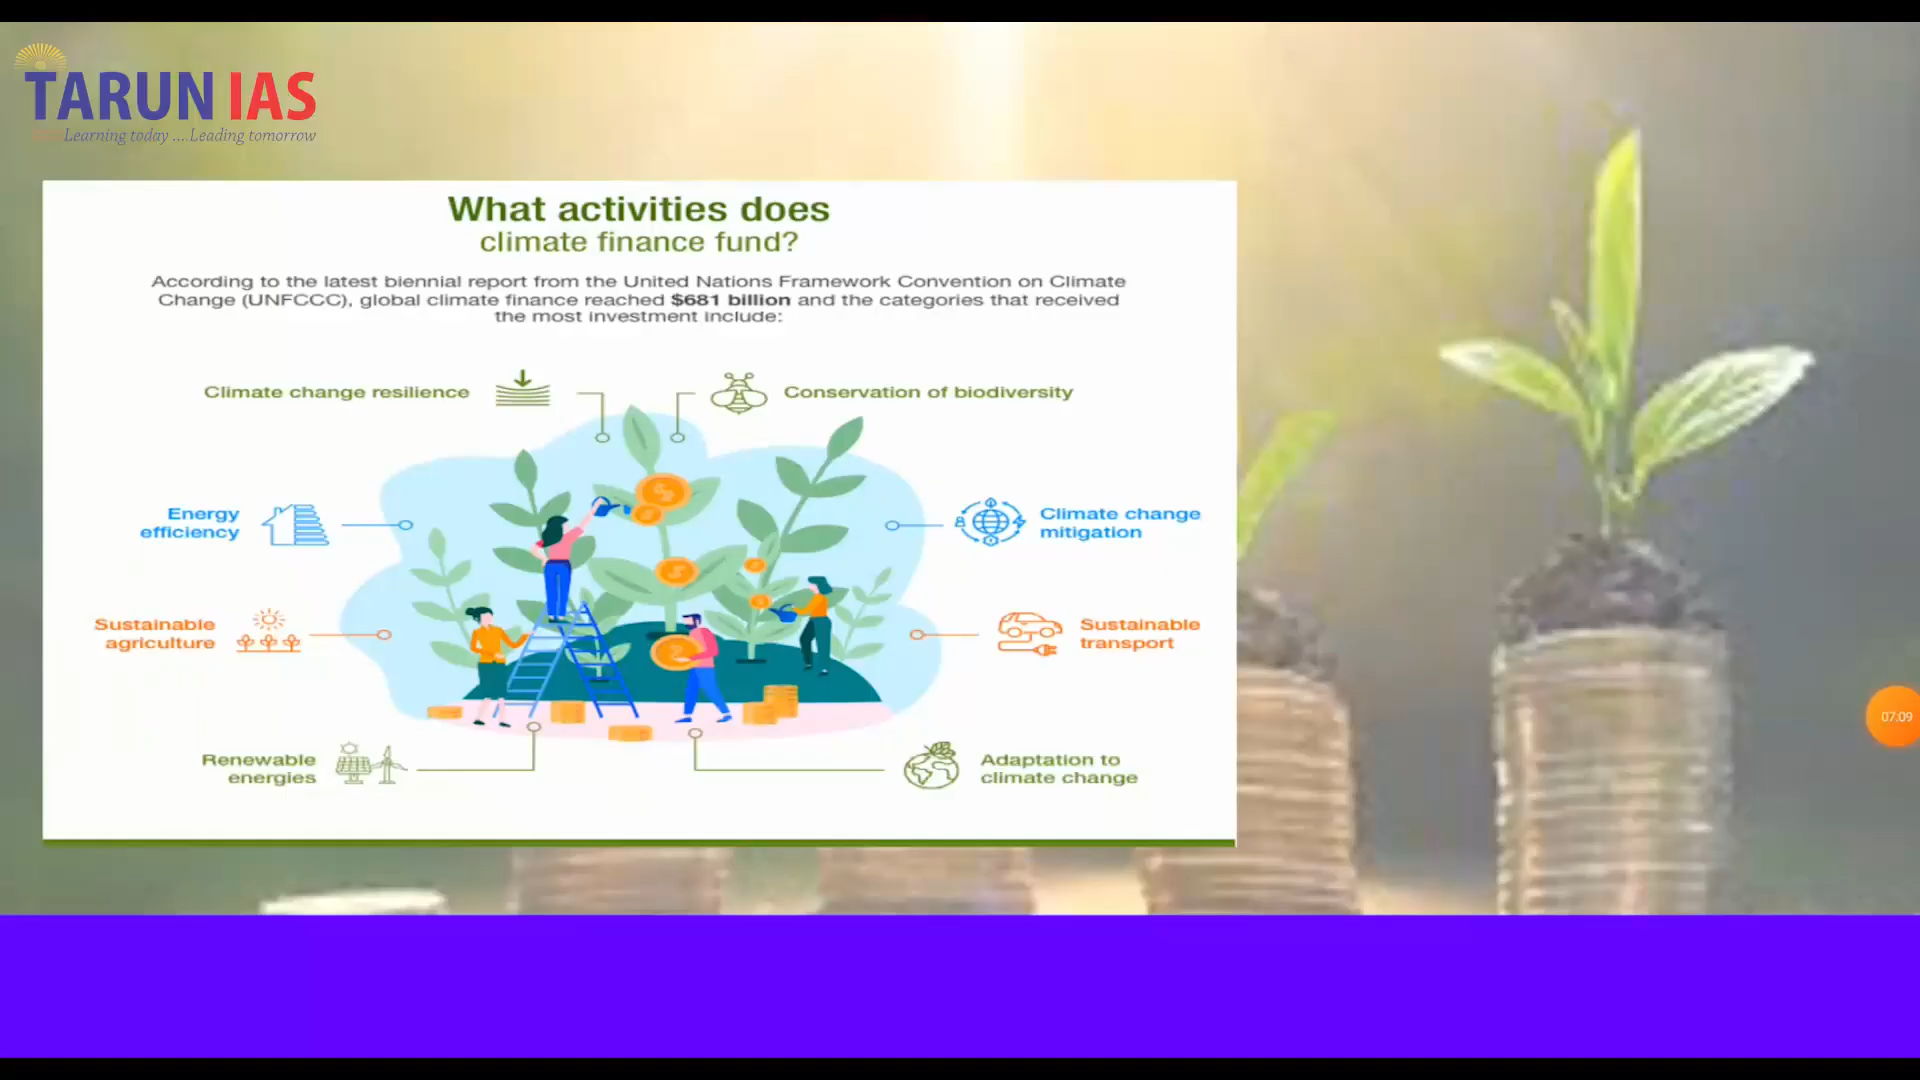 TARUN IAS
Learning today .... Leading tomorrow
What activities does
climate finance fund?
According to the latest biennial report from the United Nations Framework Convention on Climate
Change (UNFCCC), global climate finance reached $681 billion and the categories that received
the most investment include:
Climate change resilience
Conservation of biodiversity
Energy
efficiency
Climate change
mitigation
Sustainable
agriculture
Sustainable
transport
Renewable
energies
Adaptation to
climate change
07:09